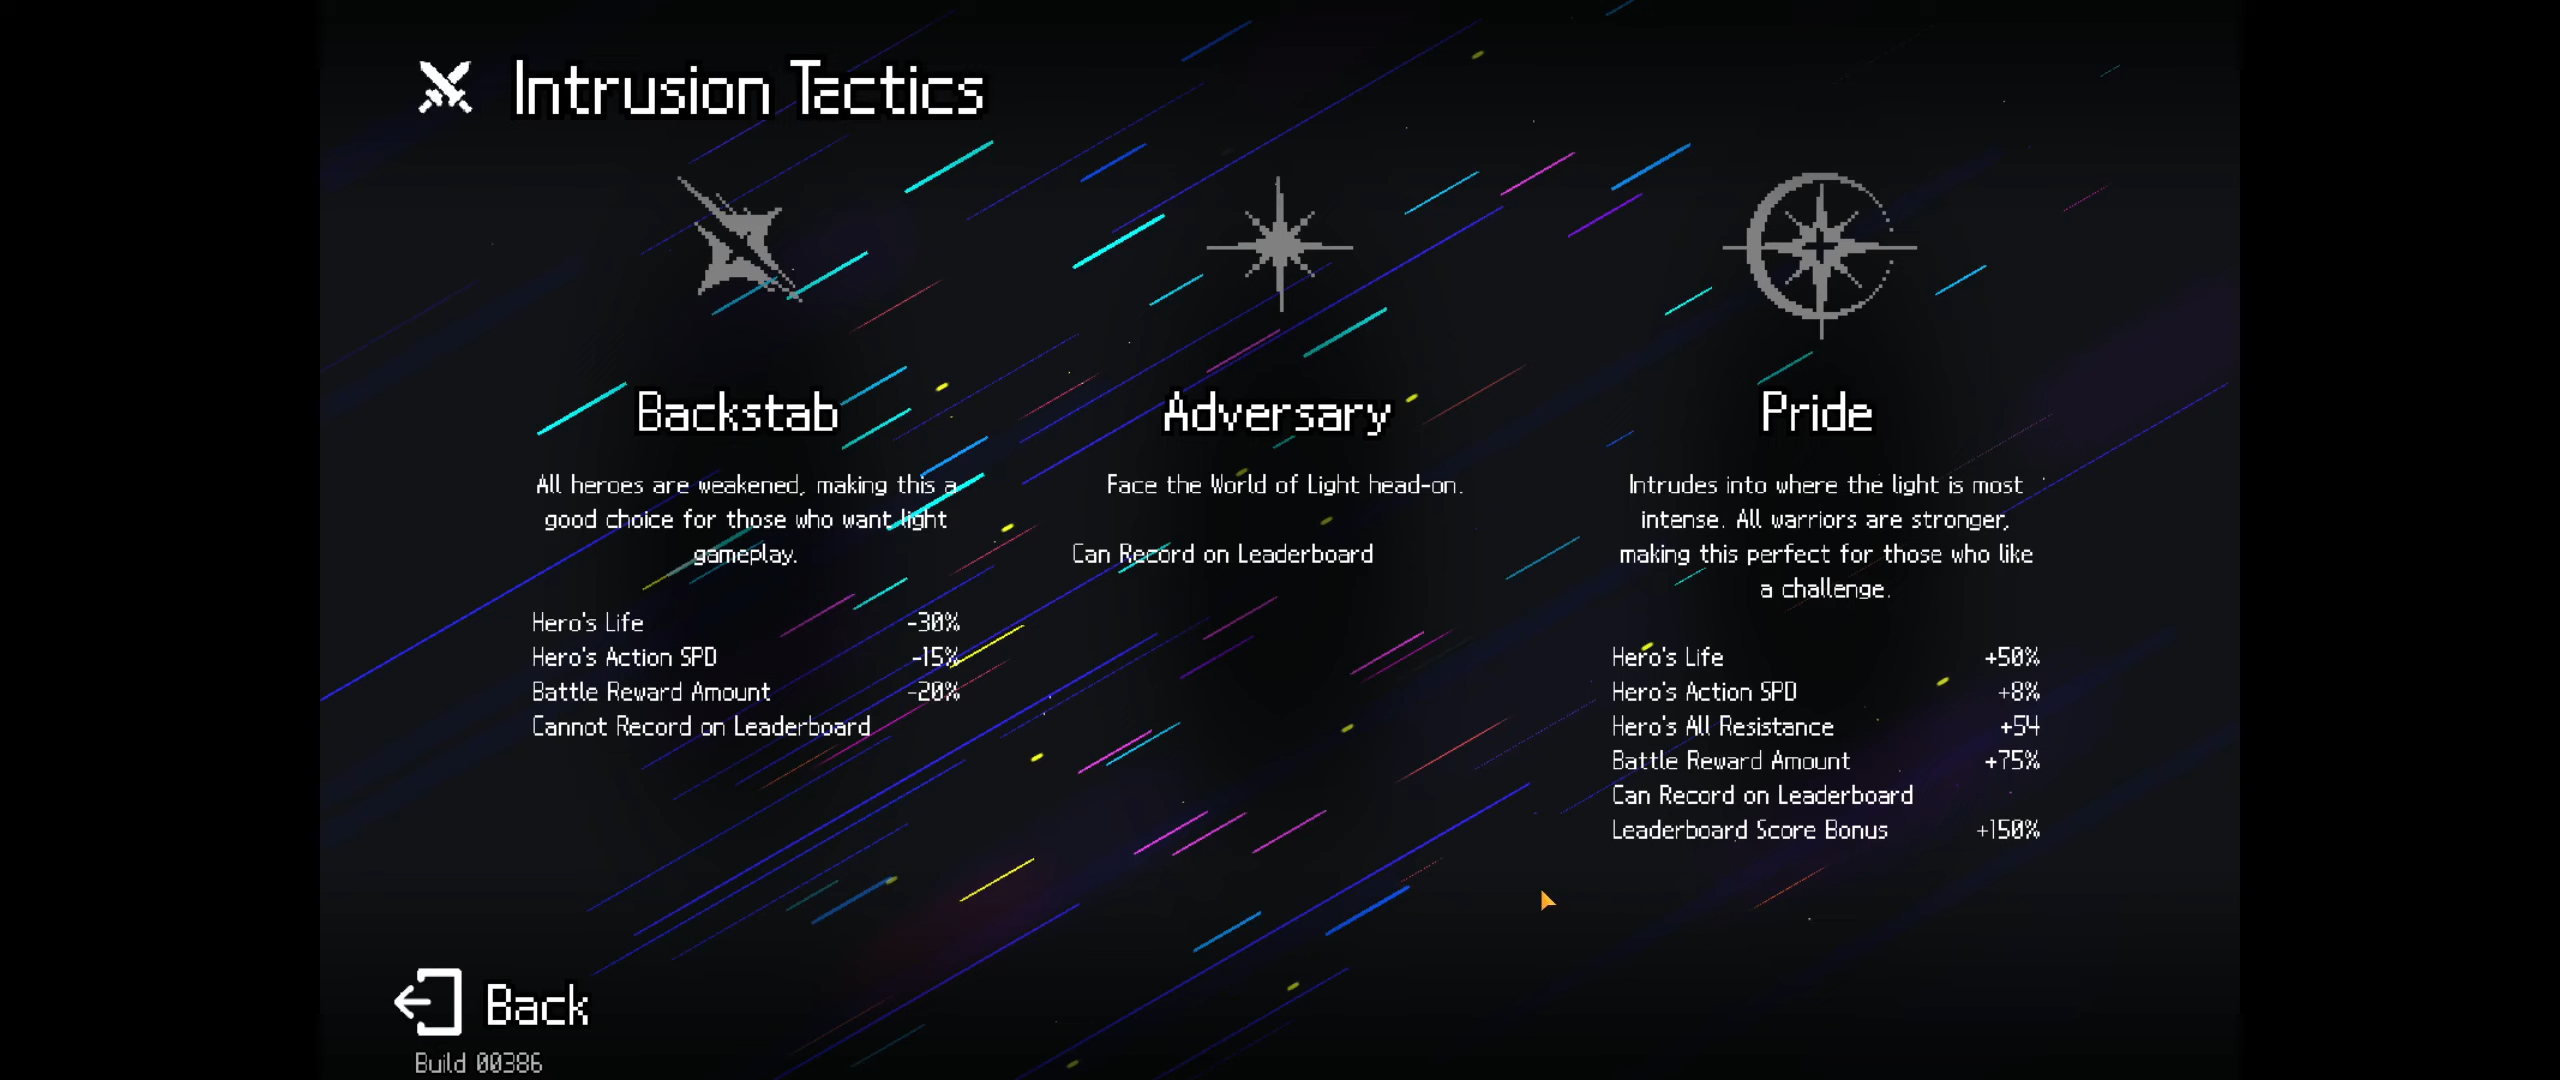 Intrusion Tactics
Backstab
All heroes are weakened, making this a
good choice for those who want light
gameplay.
Hero's Life -30%
Hero's Action SPD -15%
Battle Reward Amount -20%
Cannot Record on Leaderboard
Adversary
Face the World of Light head-on.
Can Record on Leaderboard
Pride
Intrudes into where the light is most
intense. All warriors are stronger,
making this perfect for those who like
a challenge.
Hero's Life +50%
Hero's Action SPD +8%
Hero's All Resistance +54
Battle Reward Amount +75%
Can Record on Leaderboard
Leaderboard Score Bonus +150%
Back
Build 00386